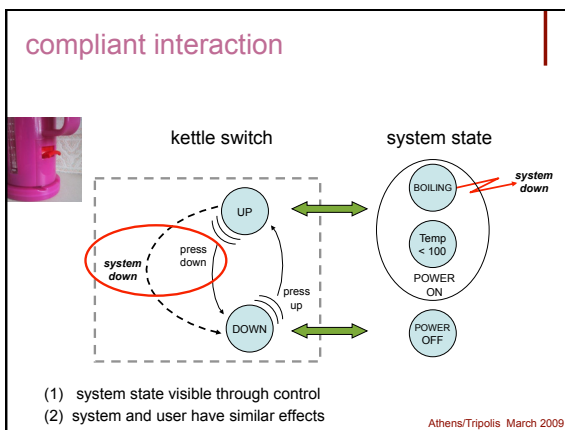 compliant interaction
kettle switch
system state
UP
press
down
system
down
press
up
DOWN
BOILING
system
down
Temp
< 100
POWER
ON
POWER
OFF
(1) system state visible through control
(2) system and user have similar effects
Athens/Tripolis March 2009